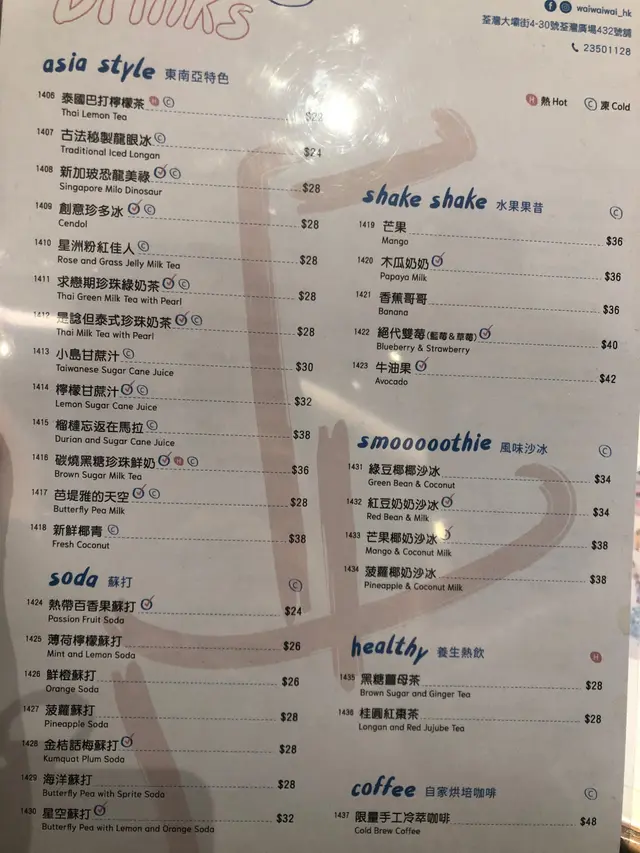 Drinks
waiwaiwai_hk
荃灣大壩街4-30號荃灣廣場432號舖
23501128
H 熱 Hot C 凍 Cold
asia style 東南亞特色
1406 泰國巴打檸檬茶 H C
Thai Lemon Tea $22
1407 古法秘製龍眼冰 C
Traditional Iced Longan $24
1408 新加玻恐龍美祿 C
Singapore Milo Dinosaur $28
1409 創意珍多冰 C
Cendol $28
1410 星洲粉紅佳人 C
Rose and Grass Jelly Milk Tea $28
1411 求戀期珍珠綠奶茶 C
Thai Green Milk Tea with Pearl $28
1412 是諗但泰式珍珠奶茶 C
Thai Milk Tea with Pearl $28
1413 小島甘蔗汁 C
Taiwanese Sugar Cane Juice $30
1414 檸檬甘蔗汁 C
Lemon Sugar Cane Juice $32
1415 榴槤忘返在馬拉 C
Durian and Sugar Cane Juice $38
1416 碳燒黑糖珍珠鮮奶 H C
Brown Sugar Milk Tea $36
1417 芭堤雅的天空 C
Butterfly Pea Milk $28
1418 新鮮椰青 C
Fresh Coconut $38
soda 蘇打 C
1424 熱帶百香果蘇打
Passion Fruit Soda $24
1425 薄荷檸檬蘇打
Mint and Lemon Soda $26
1426 鮮橙蘇打
Orange Soda $26
1427 菠蘿蘇打
Pineapple Soda $28
1428 金桔話梅蘇打
Kumquat Plum Soda $28
1429 海洋蘇打
Butterfly Pea with Sprite Soda $28
1430 星空蘇打
Butterfly Pea with Lemon and Orange Soda $32
shake shake 水果果昔 C
1419 芒果
Mango $36
1420 木瓜奶奶
Papaya Milk $36
1421 香蕉哥哥
Banana $36
1422 絕代雙莓(藍莓&草莓)
Blueberry & Strawberry $40
1423 牛油果
Avocado $42
smooooothie 風味沙冰 C
1431 綠豆椰椰沙冰
Green Bean & Coconut $34
1432 紅豆奶奶沙冰
Red Bean & Milk $34
1433 芒果椰奶沙冰
Mango & Coconut Milk $38
1434 菠蘿椰奶沙冰
Pineapple & Coconut Milk $38
healthy 養生熱飲 H
1435 黑糖薑母茶
Brown Sugar and Ginger Tea $28
1436 桂圓紅棗茶
Longan and Red Jujube Tea $28
coffee 自家烘培咖啡 C
1437 限量手工冷萃咖啡
Cold Brew Coffee $48